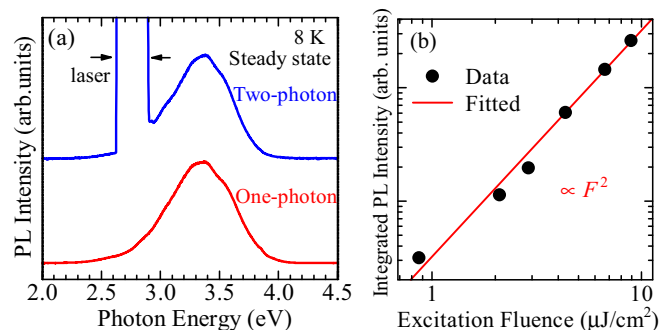 (a)
8 K
laser
Steady state
Two-photon
One-photon
PL Intensity (arb.units)
2.0 2.5 3.0 3.5 4.0 4.5
Photon Energy (eV)
(b)
Data
Fitted
∝ F²
Integrated PL Intensity (arb. units)
1 10
Excitation Fluence (μJ/cm²)